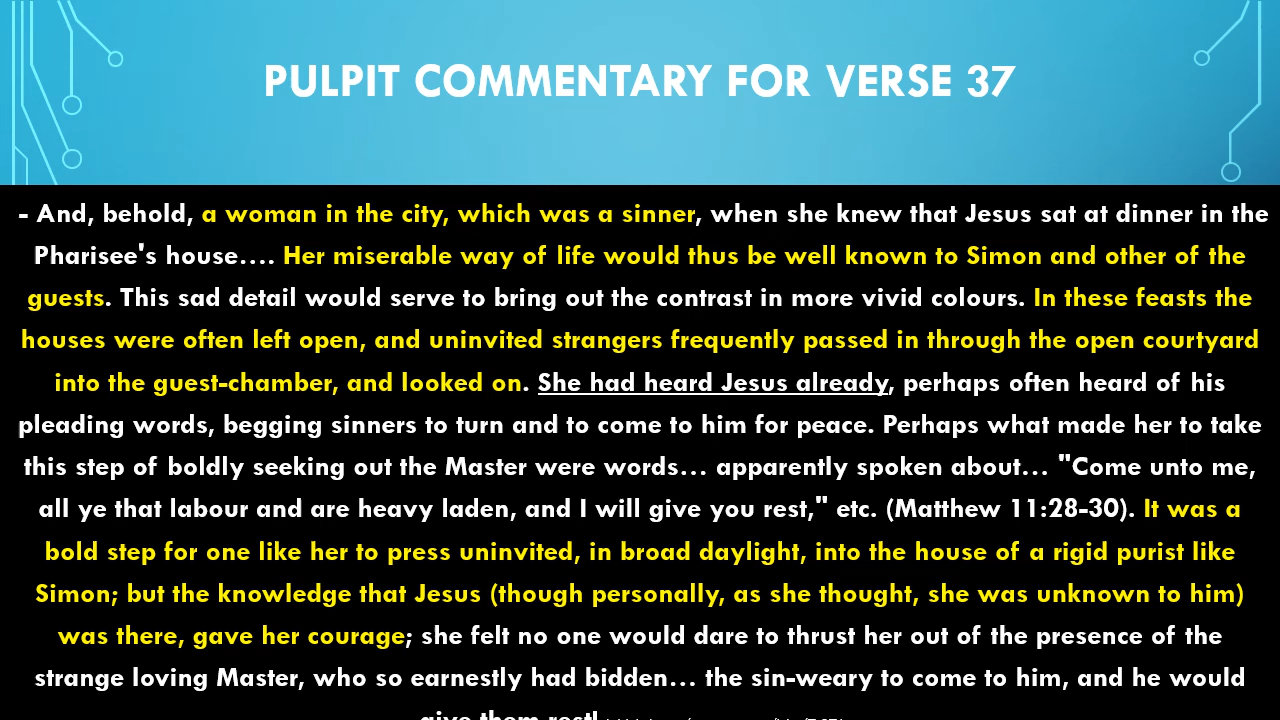 PULPIT COMMENTARY FOR VERSE 37
- And, behold, a woman in the city, which was a sinner, when she knew that Jesus sat at dinner in the
Pharisee's house…. Her miserable way of life would thus be well known to Simon and other of the
guests. This sad detail would serve to bring out the contrast in more vivid colours. In these feasts the
houses were often left open, and uninvited strangers frequently passed in through the open courtyard
into the guest-chamber, and looked on. She had heard Jesus already, perhaps often heard of his
pleading words, begging sinners to turn and to come to him for peace. Perhaps what made her to take
this step of boldly seeking out the Master were words… apparently spoken about… "Come unto me,
all ye that labour and are heavy laden, and I will give you rest," etc. (Matthew 11:28-30). It was a
bold step for one like her to press uninvited, in broad daylight, into the house of a rigid purist like
Simon; but the knowledge that Jesus (though personally, as she thought, she was unknown to him)
was there, gave her courage; she felt no one would dare to thrust her out of the presence of the
strange loving Master, who so earnestly had bidden… the sin-weary to come to him, and he would
give them rest!